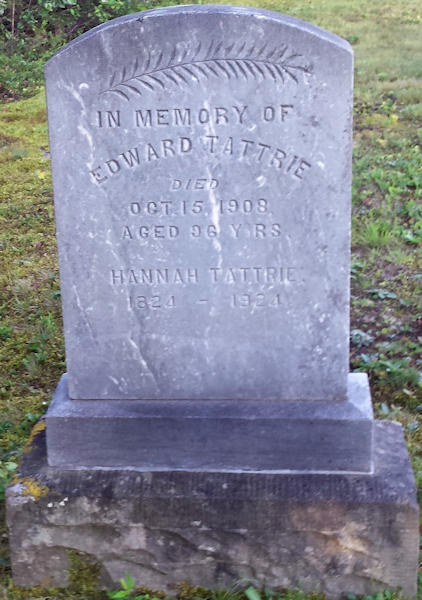 IN MEMORY OF
EDWARD TATTRIE
DIED
OCT. 15, 1908
AGED 96 YRS.
HANNAH TATTRIE.
1824 - 1924